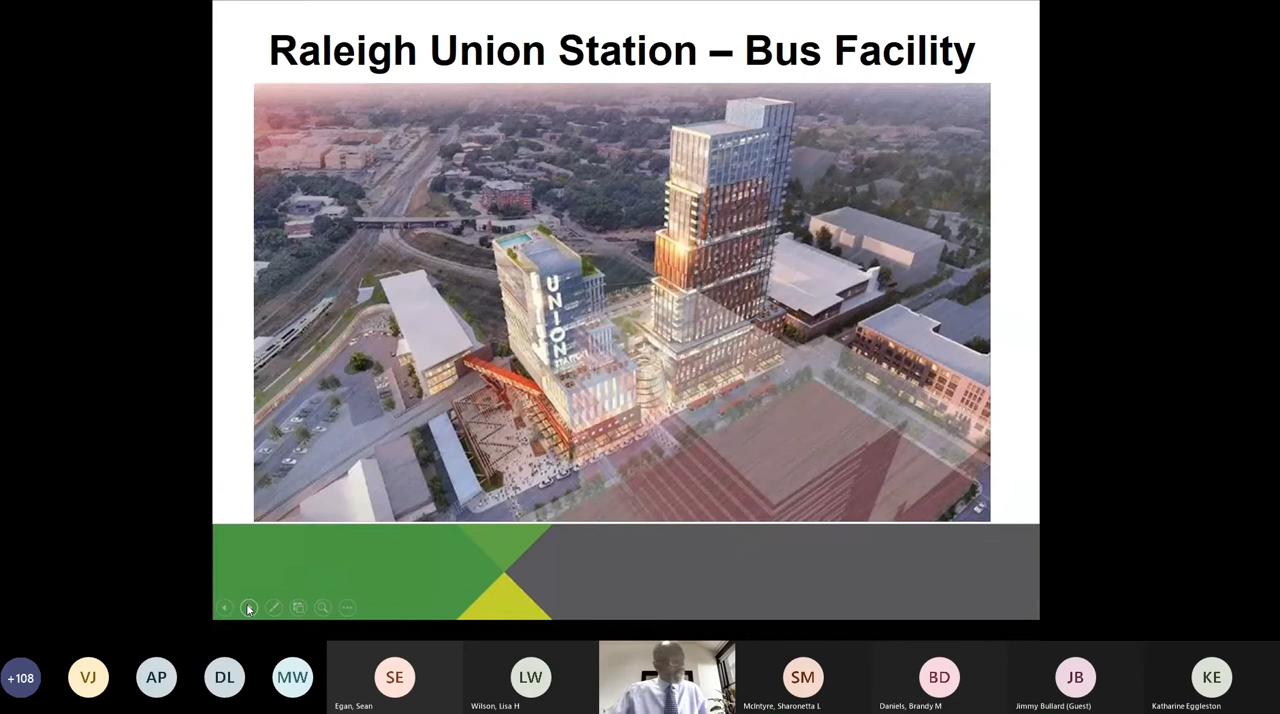 Raleigh Union Station – Bus Facility
UNION
STATION
+108
VJ
AP
DL
MW
SE
Egan, Sean
LW
Wilson, Lisa H
SM
McIntyre, Sharonetta L
BD
Daniels, Brandy M
JB
Jimmy Bullard (Guest)
KE
Katharine Eggleston